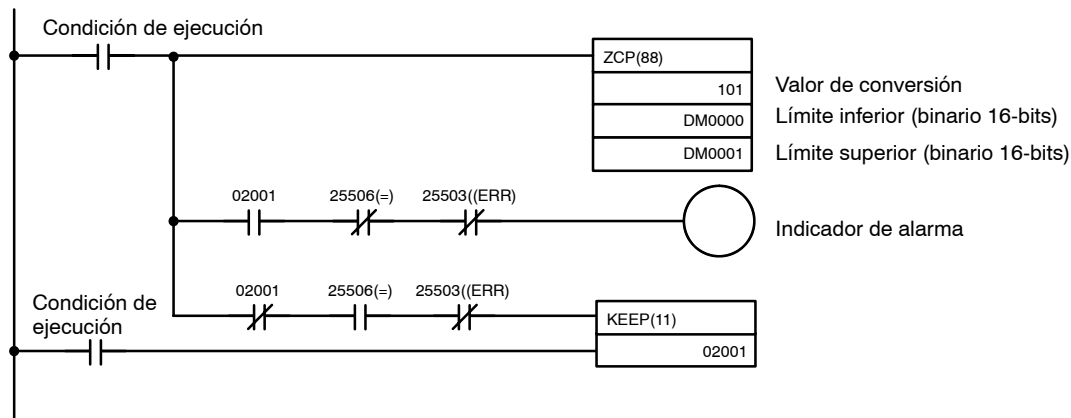 Condición de ejecución
ZCP(88)
101
Valor de conversión
DM0000
Límite inferior (binario 16-bits)
DM0001
Límite superior (binario 16-bits)
02001
25506(=)
25503((ERR)
Indicador de alarma
02001
25506(=)
25503((ERR)
Condición de
ejecución
KEEP(11)
02001